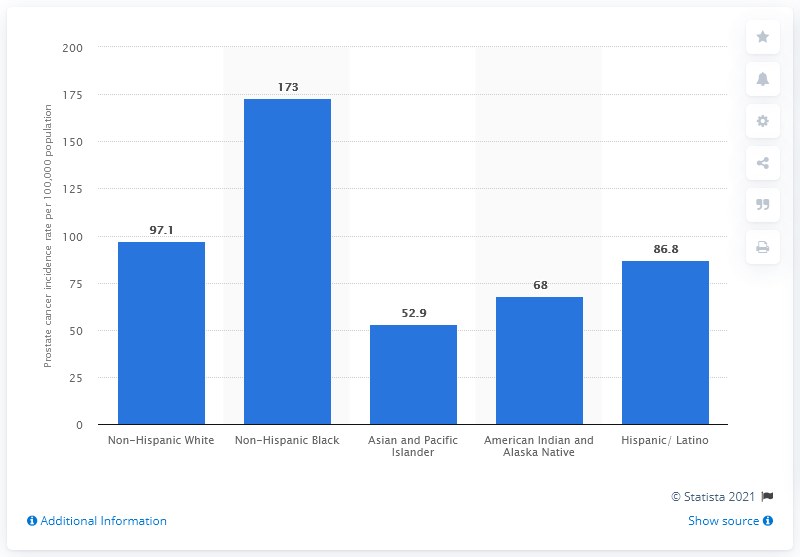 200
175
150
125
100
75
50
25
0
Prostate cancer incidence rate per 100,000 population
97.1
173
52.9
68
86.8
Non-Hispanic White
Non-Hispanic Black
Asian and Pacific
Islander
American Indian and
Alaska Native
Hispanic/ Latino
© Statista 2021
Additional Information
Show source